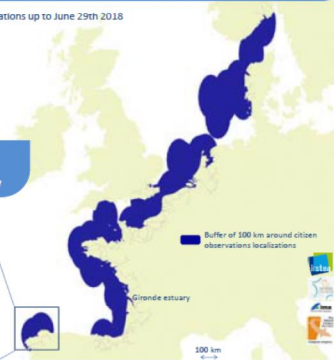 ations up to June 29th 2018
Buffer of 100 km around citizen
observations localizations
Gironde estuary
100 km